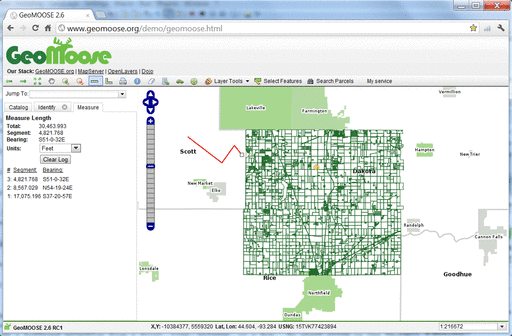 GeoMOOSE 2.6
www.geomoose.org/demo/geomoose.html
GeoMoose
Our Stack: GeoMOOSE.org | MapServer | OpenLayers | Dojo
Layer Tools Select Features Search Parcels My service
Jump To:
Catalog Identify Measure
Measure Length
Total: 30,463.993
Segment: 4,821.768
Bearing: S51-0-32E
Units: Feet
Clear Log
# Segment: Bearing:
3: 4,821.768 S51-0-32E
2: 8,567.029 N54-19-24E
1: 17,075.196 S37-20-57E
Vermillion
Lakeville
Farmington
Scott
Hampton
New Trier
Dakota
New Market
Elko
Randolph
Cannon Falls
Lonsdale
Rice
Goodhue
Northfield
Dundas
GeoMOOSE 2.6 RC1
X,Y: -10384377, 5559320 Lat, Lon: 44.604, -93.284 USNG: 15TVK77423894
1:216672